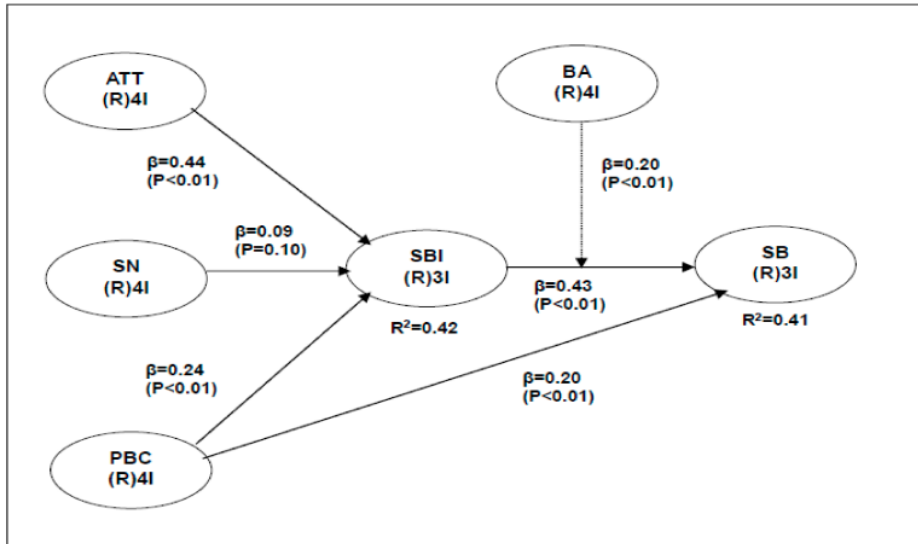 ATT
(R)4I
BA
(R)4I
β=0.44
(P<0.01)
β=0.20
(P<0.01)
SN
(R)4I
β=0.09
(P=0.10)
SBI
(R)3I
R²=0.42
β=0.43
(P<0.01)
SB
(R)3I
R²=0.41
β=0.24
(P<0.01)
β=0.20
(P<0.01)
PBC
(R)4I